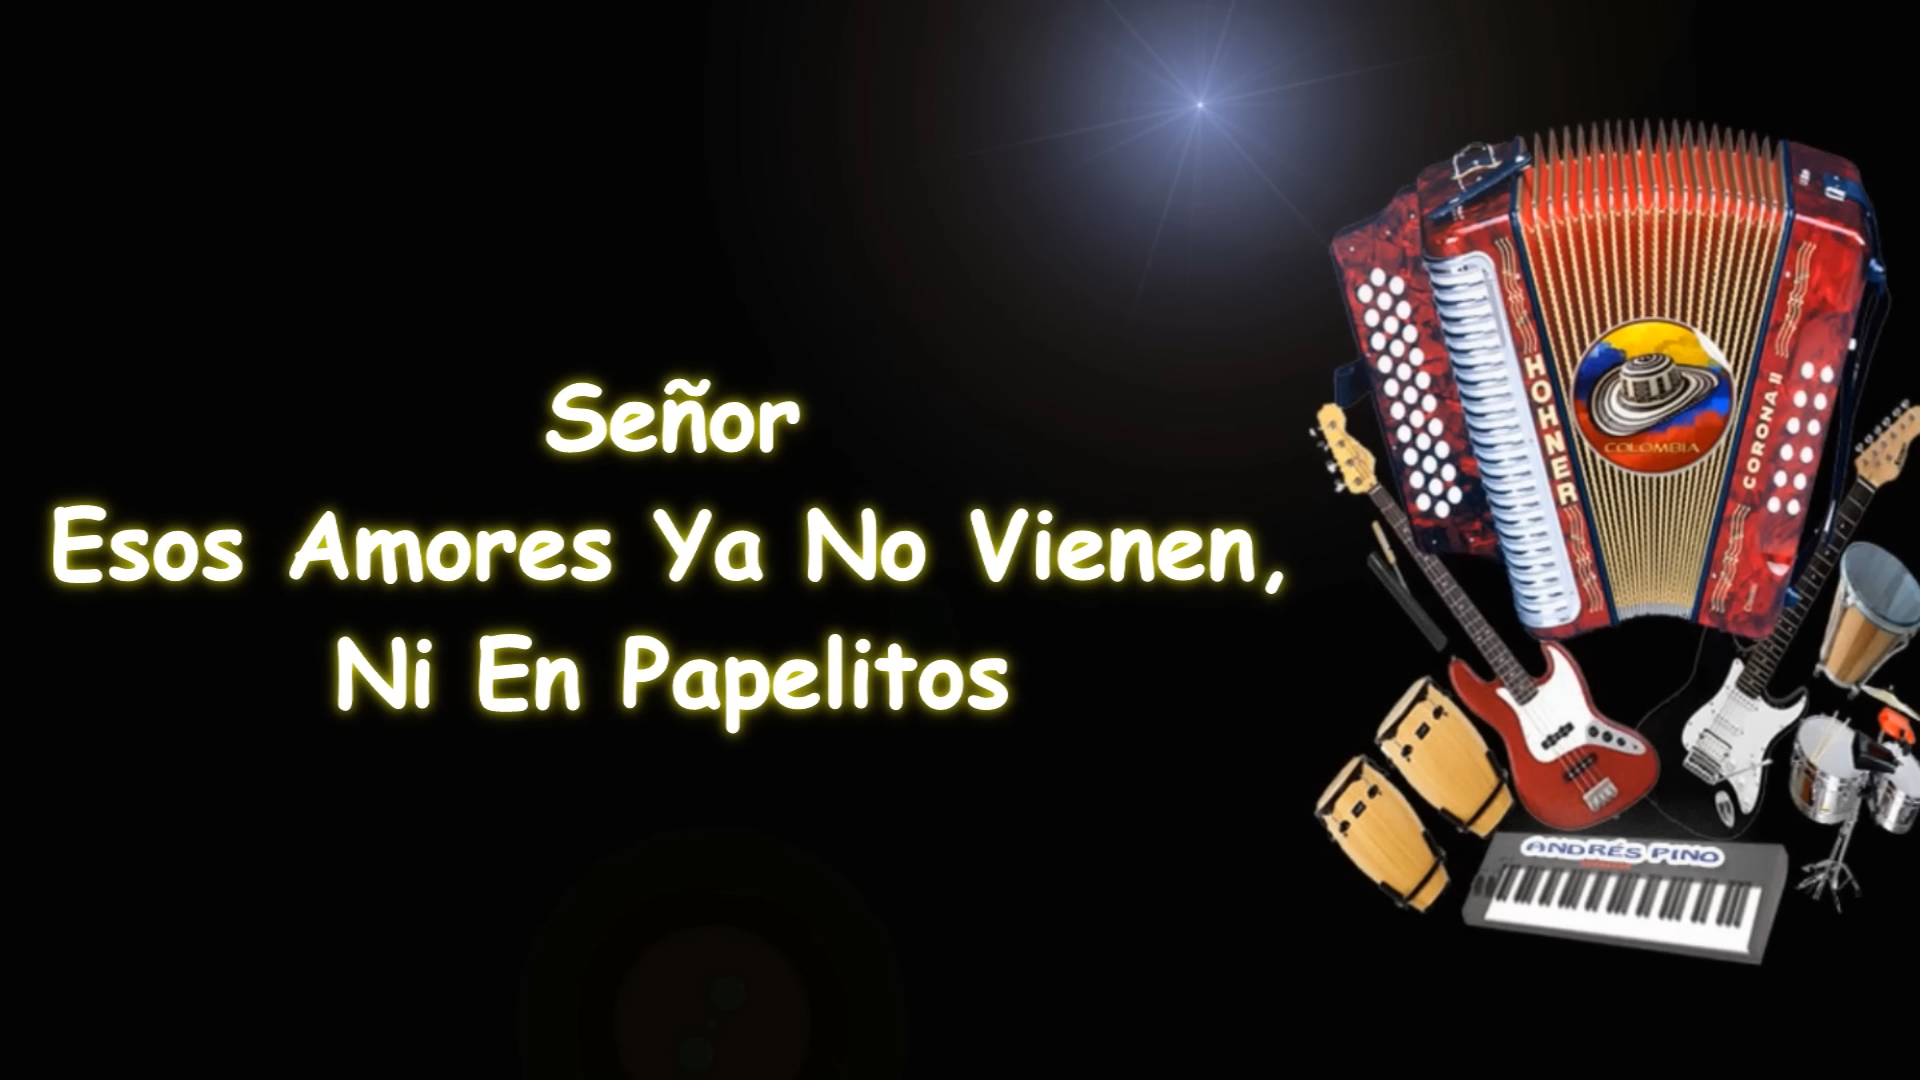 Señor
Esos Amores Ya No Vienen,
Ni En Papelitos
HOHNER
COLOMBIA
CORONA II
ANDRÉS PINO